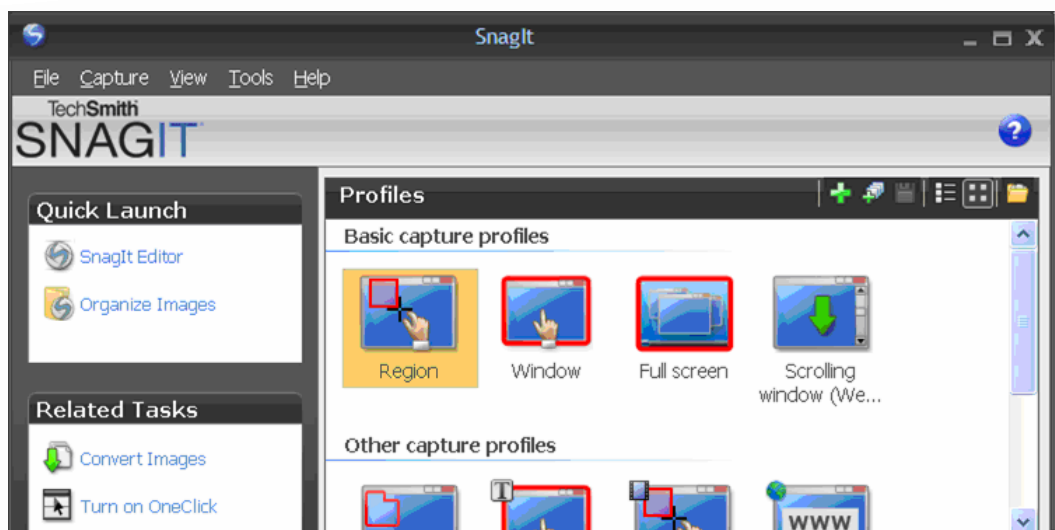 SnagIt
File Capture View Tools Help
TechSmith
SNAGIT
?
Quick Launch
SnagIt Editor
Organize Images
Related Tasks
Convert Images
Turn on OneClick
Profiles
Basic capture profiles
Region Window Full screen Scrolling
window (We...
Other capture profiles
T
WWW